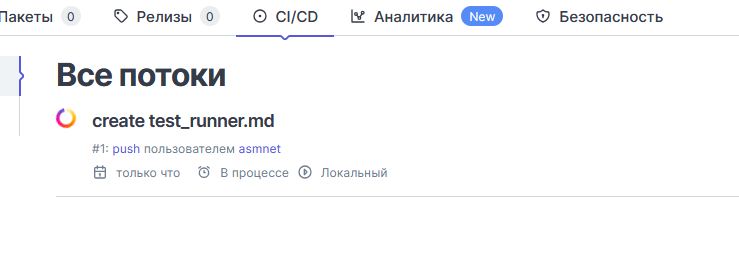 Пакеты 0 Релизы 0 CI/CD Аналитика New Безопасность
Все потоки
create test_runner.md
#1: push пользователем asmnet
только что В процессе Локальный